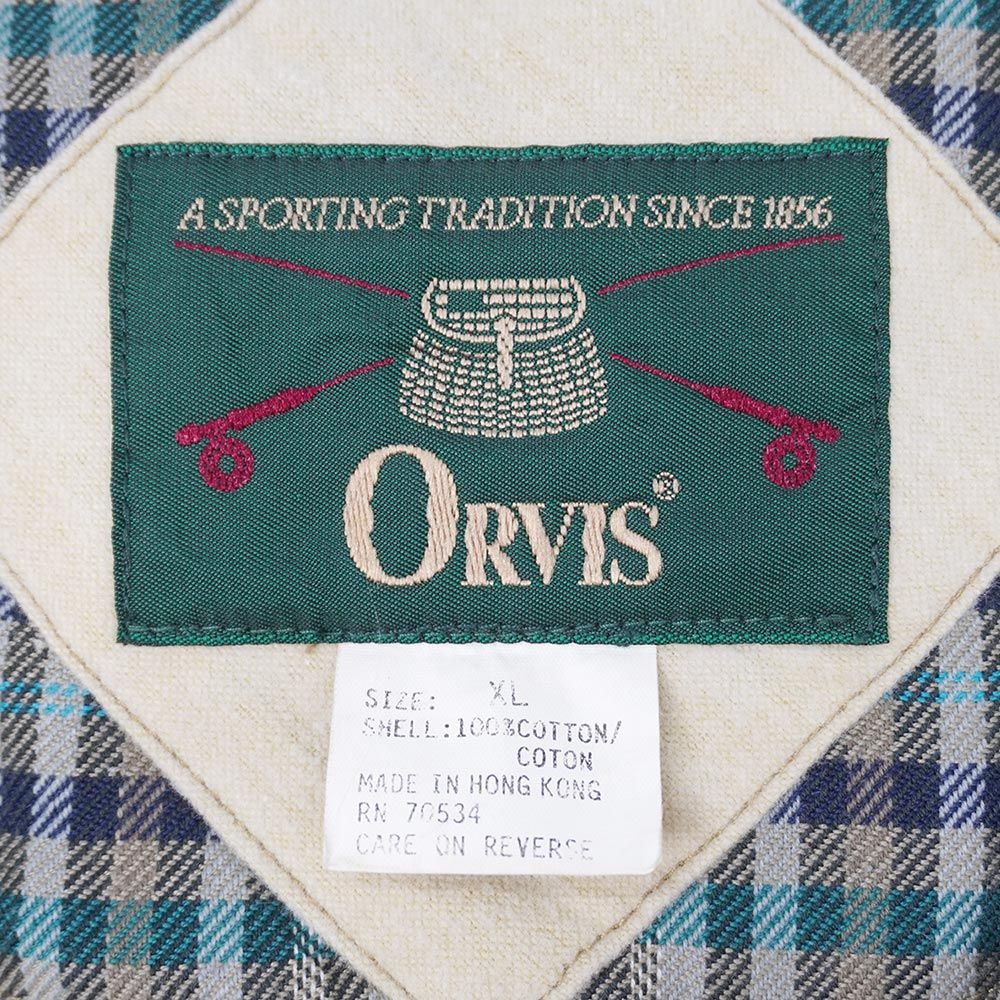 A SPORTING TRADITION SINCE 1856
ORVIS®
SIZE: XL
SHELL:100%COTTON/
COTON
MADE IN HONG KONG
RN 70534
CARE ON REVERSE